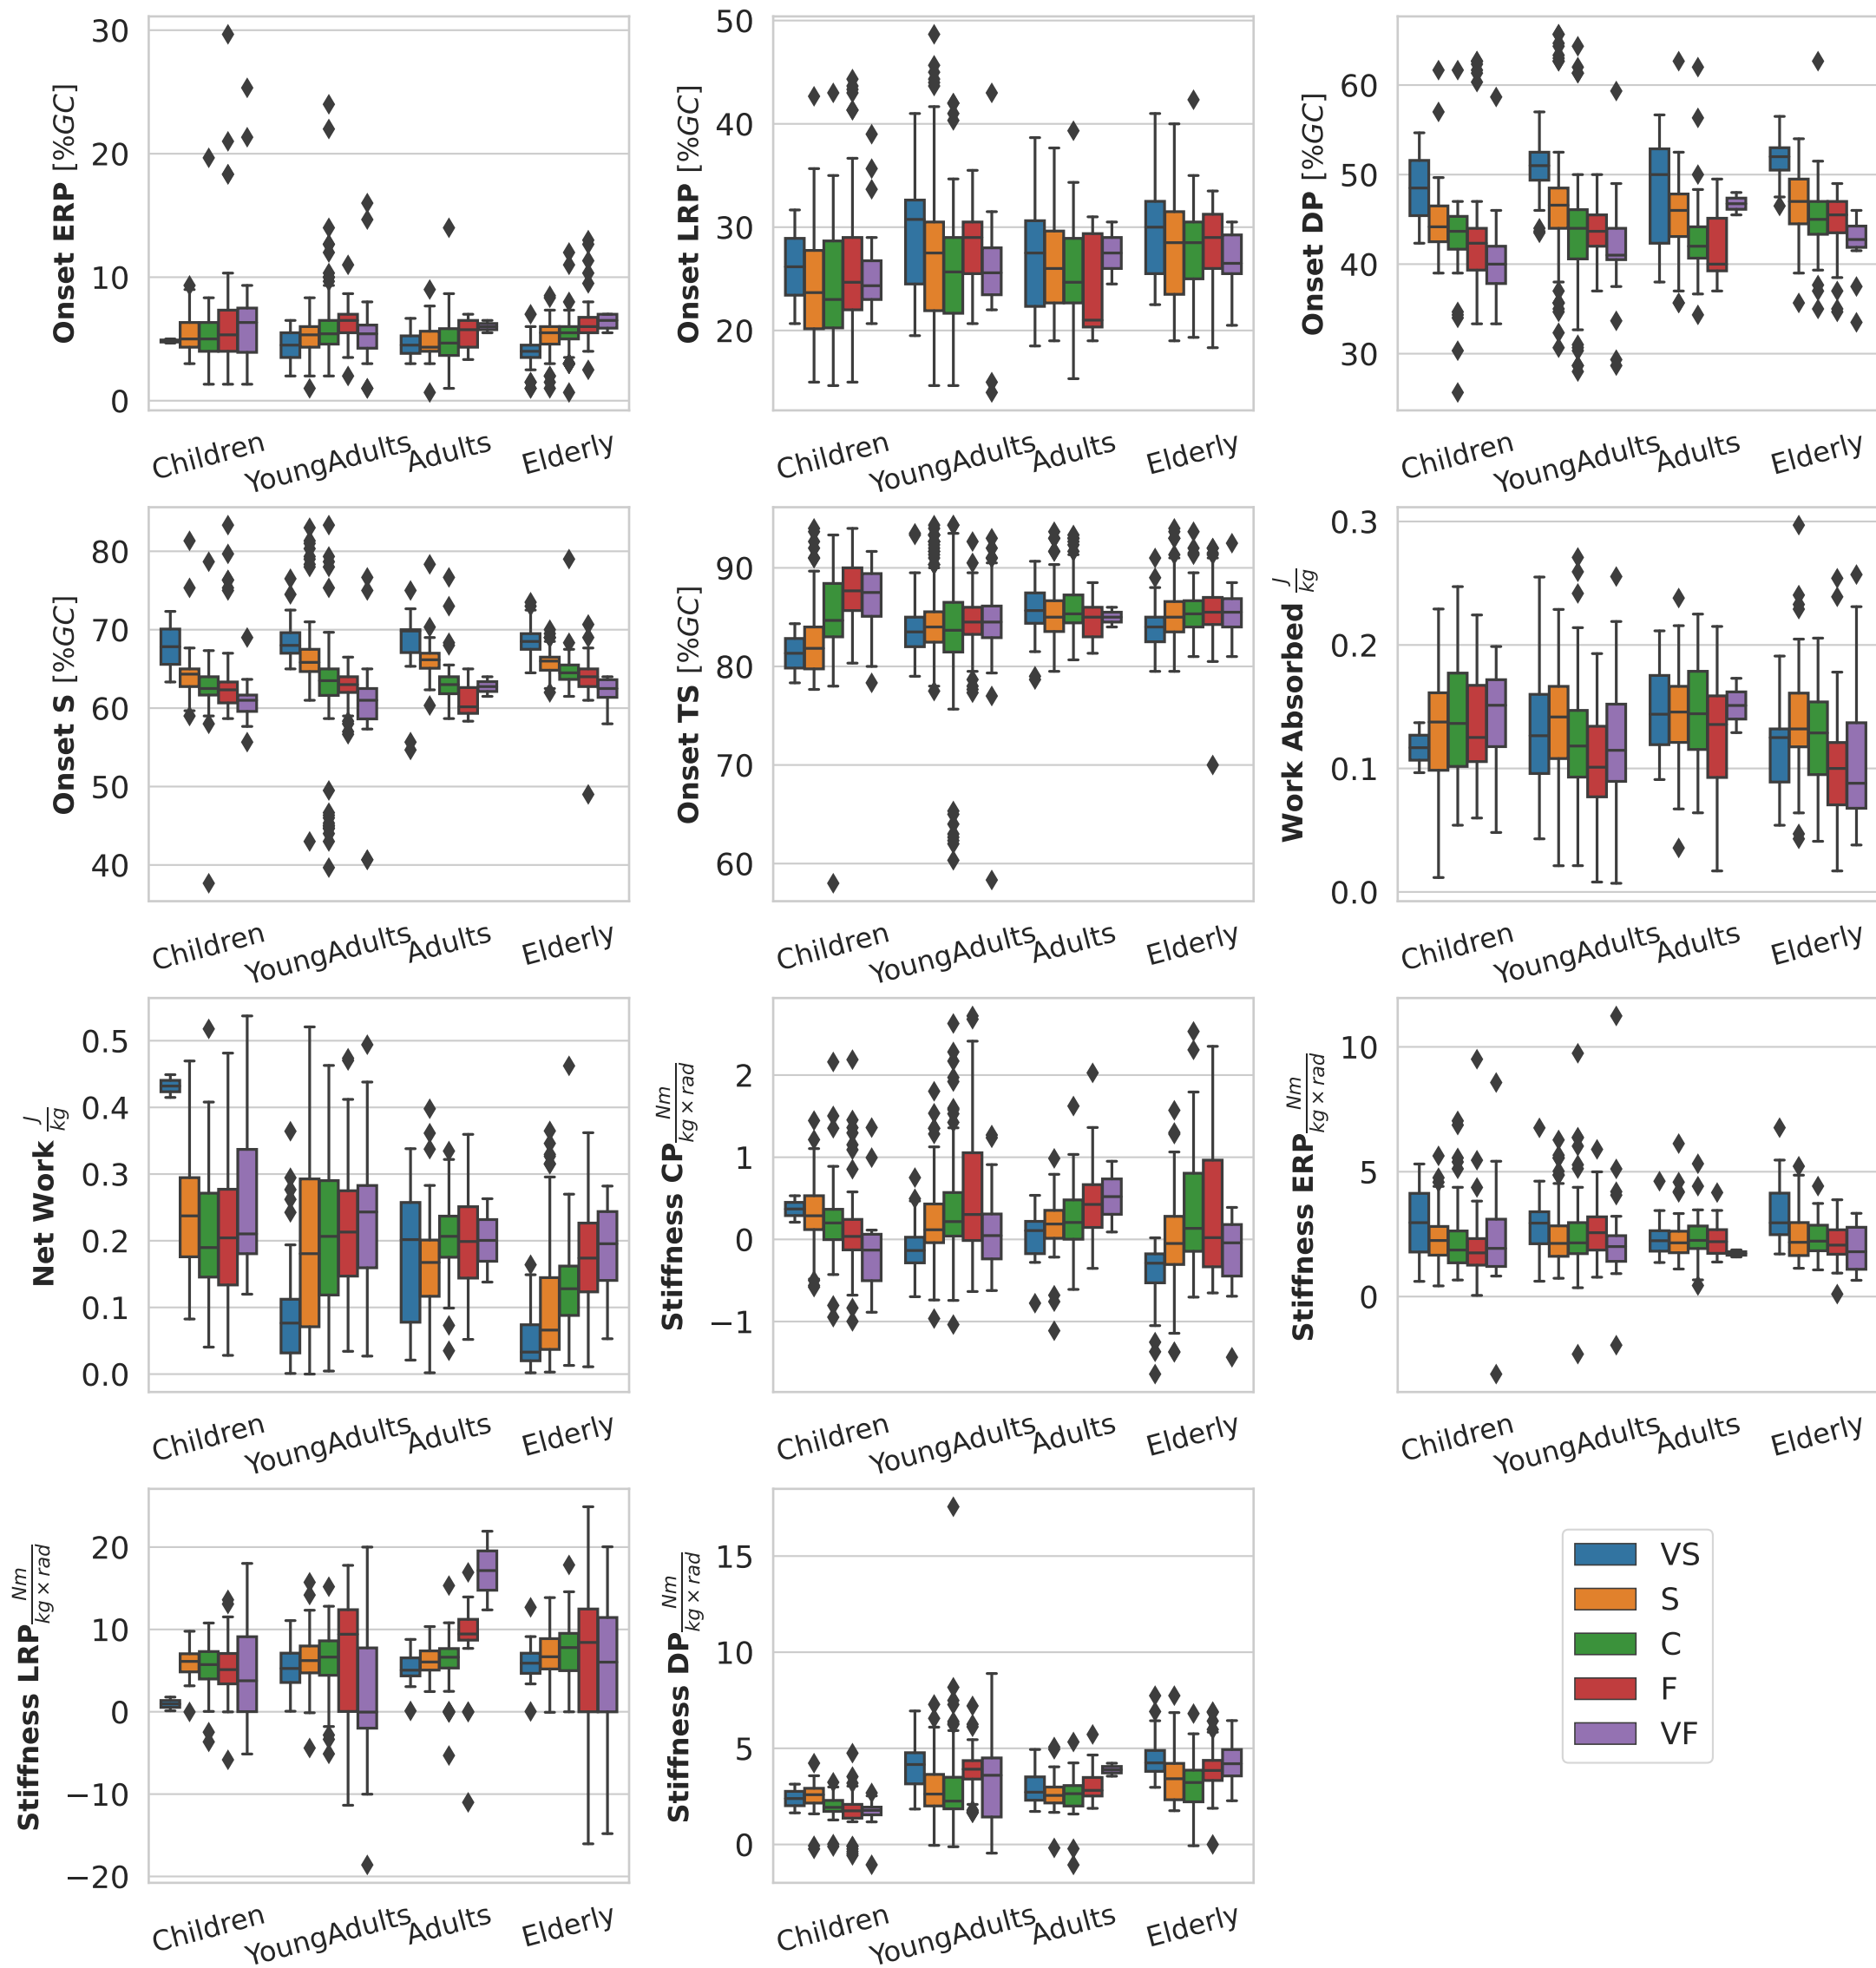 Onset ERP [%GC]
30
20
10
0
Children
YoungAdults
Adults
Elderly
Onset LRP [%GC]
50
40
30
20
Children
YoungAdults
Adults
Elderly
Onset DP [%GC]
60
50
40
30
Children
YoungAdults
Adults
Elderly
Onset S [%GC]
80
70
60
50
40
Children
YoungAdults
Adults
Elderly
Onset TS [%GC]
90
80
70
60
Children
YoungAdults
Adults
Elderly
Work Absorbed J/kg
0.3
0.2
0.1
0.0
Children
YoungAdults
Adults
Elderly
Net Work J/kg
0.5
0.4
0.3
0.2
0.1
0.0
Children
YoungAdults
Adults
Elderly
Stiffness CP Nm/kg × rad
2
1
0
−1
Children
YoungAdults
Adults
Elderly
Stiffness ERP Nm/kg × rad
10
5
0
Children
YoungAdults
Adults
Elderly
Stiffness LRP Nm/kg × rad
20
10
0
−10
−20
Children
YoungAdults
Adults
Elderly
Stiffness DP Nm/kg × rad
15
10
5
0
Children
YoungAdults
Adults
Elderly
VS
S
C
F
VF